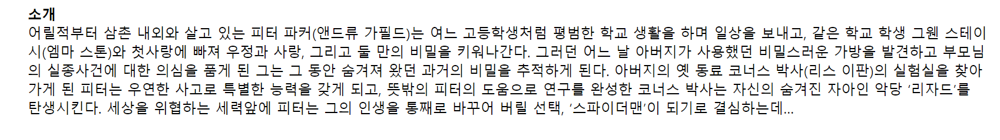 소개
어릴적부터 삼촌 내외와 살고 있는 피터 파커(앤드류 가필드)는 여느 고등학생처럼 평범한 학교 생활을 하며 일상을 보내고, 같은 학교 학생 그웬 스테이
시(엠마 스톤)와 첫사랑에 빠져 우정과 사랑, 그리고 둘 만의 비밀을 키워나간다. 그러던 어느 날 아버지가 사용했던 비밀스러운 가방을 발견하고 부모님
의 실종사건에 대한 의심을 품게 된 그는 그 동안 숨겨져 왔던 과거의 비밀을 추적하게 된다. 아버지의 옛 동료 코너스 박사(리스 이판)의 실험실을 찾아
가게 된 피터는 우연한 사고로 특별한 능력을 갖게 되고, 뜻밖의 피터의 도움으로 연구를 완성한 코너스 박사는 자신의 숨겨진 자아인 악당 ‘리자드’를
탄생시킨다. 세상을 위협하는 세력앞에 피터는 그의 인생을 통째로 바꾸어 버릴 선택, ‘스파이더맨’이 되기로 결심하는데...